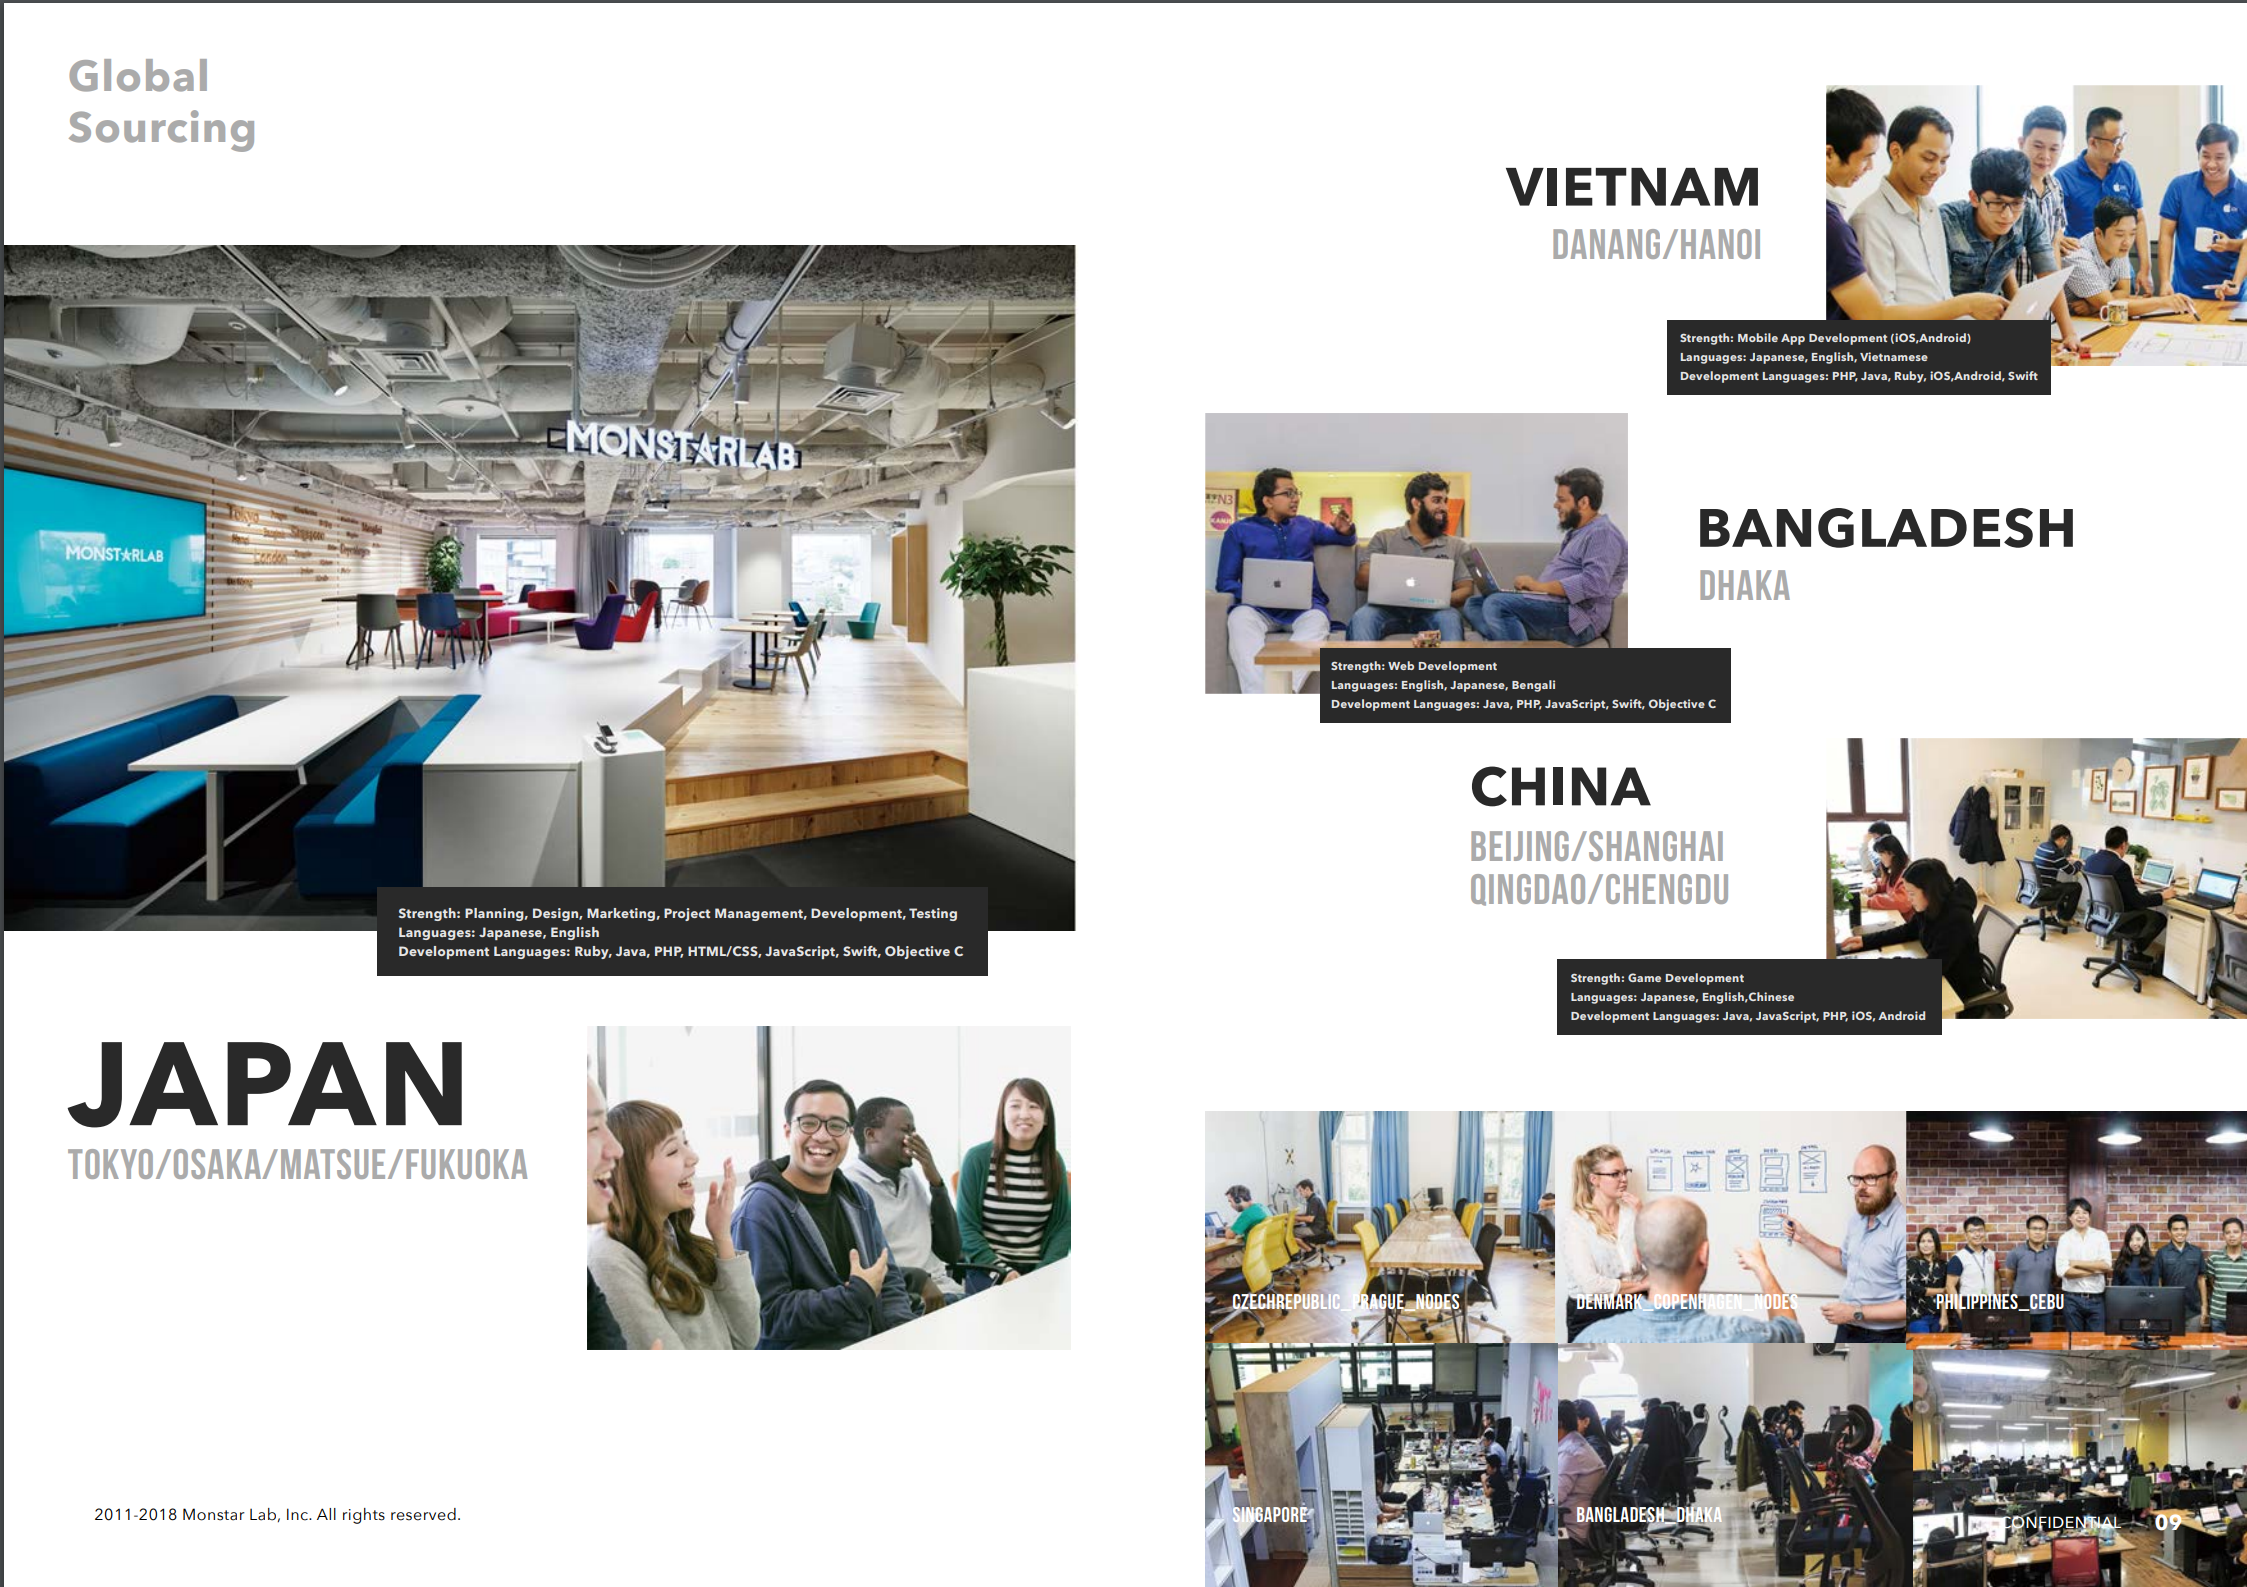 Global
Sourcing
MONSTARLAB
MONSTARLAB
Tokyo
Singapore
London
Strength: Planning, Design, Marketing, Project Management, Development, Testing
Languages: Japanese, English
Development Languages: Ruby, Java, PHP, HTML/CSS, JavaScript, Swift, Objective C
JAPAN
TOKYO/OSAKA/MATSUE/FUKUOKA
2011-2018 Monstar Lab, Inc. All rights reserved.
VIETNAM
DANANG/HANOI
Strength: Mobile App Development (iOS,Android)
Languages: Japanese, English, Vietnamese
Development Languages: PHP, Java, Ruby, iOS,Android, Swift
N3
KANJI
BANGLADESH
DHAKA
Strength: Web Development
Languages: English, Japanese, Bengali
Development Languages: Java, PHP, JavaScript, Swift, Objective C
CHINA
BEIJING/SHANGHAI
QINGDAO/CHENGDU
Strength: Game Development
Languages: Japanese, English,Chinese
Development Languages: Java, JavaScript, PHP, iOS, Android
CZECHREPUBLIC_PRAGUE_NODES
DENMARK_COPENHAGEN_NODES
PHILIPPINES_CEBU
SINGAPORE
BANGLADESH_DHAKA
CONFIDENTIAL 09